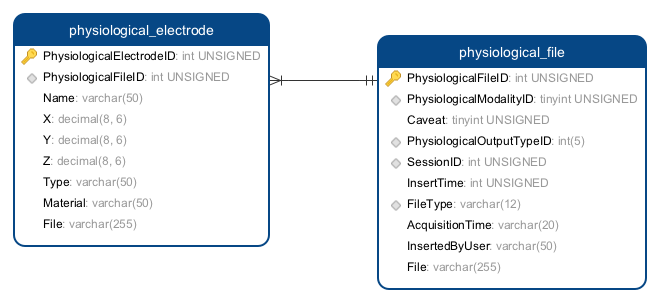 physiological_electrode
PhysiologicalElectrodeID: int UNSIGNED
PhysiologicalFileID: int UNSIGNED
Name: varchar(50)
X: decimal(8, 6)
Y: decimal(8, 6)
Z: decimal(8, 6)
Type: varchar(50)
Material: varchar(50)
File: varchar(255)
physiological_file
PhysiologicalFileID: int UNSIGNED
PhysiologicalModalityID: tinyint UNSIGNED
Caveat: tinyint UNSIGNED
PhysiologicalOutputTypeID: int(5)
SessionID: int UNSIGNED
InsertTime: int UNSIGNED
FileType: varchar(12)
AcquisitionTime: varchar(20)
InsertedByUser: varchar(50)
File: varchar(255)